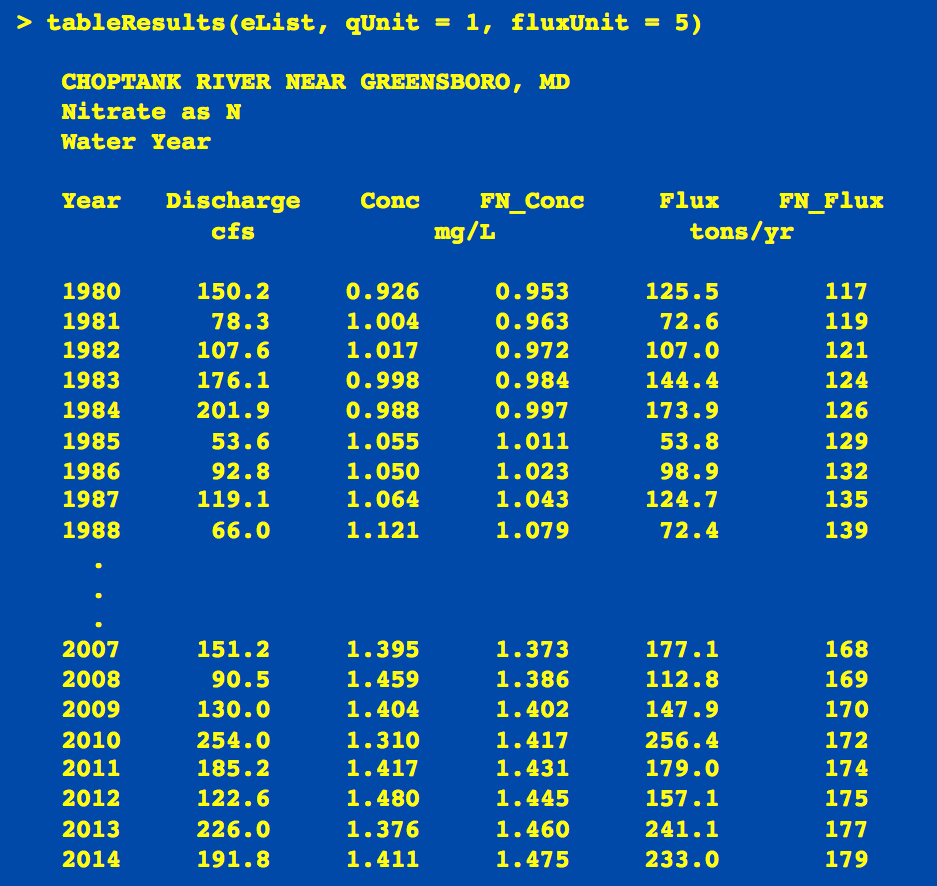 > tableResults(eList, qUnit = 1, fluxUnit = 5)
CHOPTANK RIVER NEAR GREENSBORO, MD
Nitrate as N
Water Year
Year Discharge Conc FN_Conc Flux FN_Flux
cfs mg/L tons/yr
1980 150.2 0.926 0.953 125.5 117
1981 78.3 1.004 0.963 72.6 119
1982 107.6 1.017 0.972 107.0 121
1983 176.1 0.998 0.984 144.4 124
1984 201.9 0.988 0.997 173.9 126
1985 53.6 1.055 1.011 53.8 129
1986 92.8 1.050 1.023 98.9 132
1987 119.1 1.064 1.043 124.7 135
1988 66.0 1.121 1.079 72.4 139
.
.
.
2007 151.2 1.395 1.373 177.1 168
2008 90.5 1.459 1.386 112.8 169
2009 130.0 1.404 1.402 147.9 170
2010 254.0 1.310 1.417 256.4 172
2011 185.2 1.417 1.431 179.0 174
2012 122.6 1.480 1.445 157.1 175
2013 226.0 1.376 1.460 241.1 177
2014 191.8 1.411 1.475 233.0 179